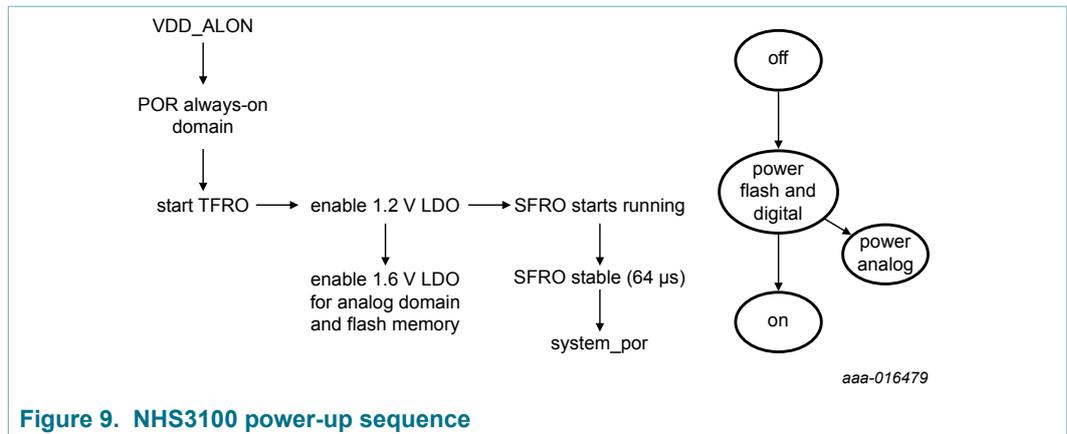 VDD_ALON
POR always-on
domain
start TFRO
enable 1.2 V LDO
SFRO starts running
enable 1.6 V LDO
for analog domain
and flash memory
SFRO stable (64 µs)
system_por
off
power
flash and
digital
power
analog
on
aaa-016479
Figure 9. NHS3100 power-up sequence